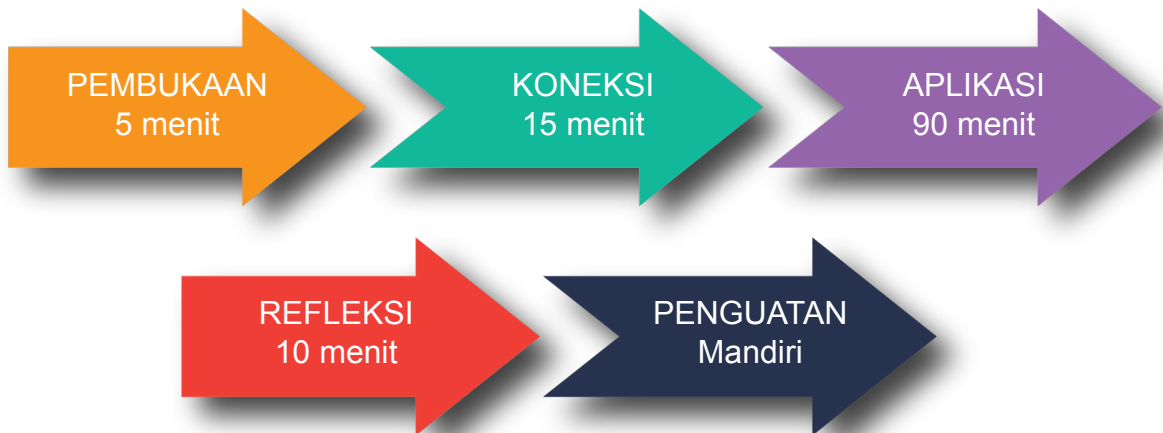 PEMBUKAAN
5 menit
KONEKSI
15 menit
APLIKASI
90 menit
REFLEKSI
10 menit
PENGUATAN
Mandiri